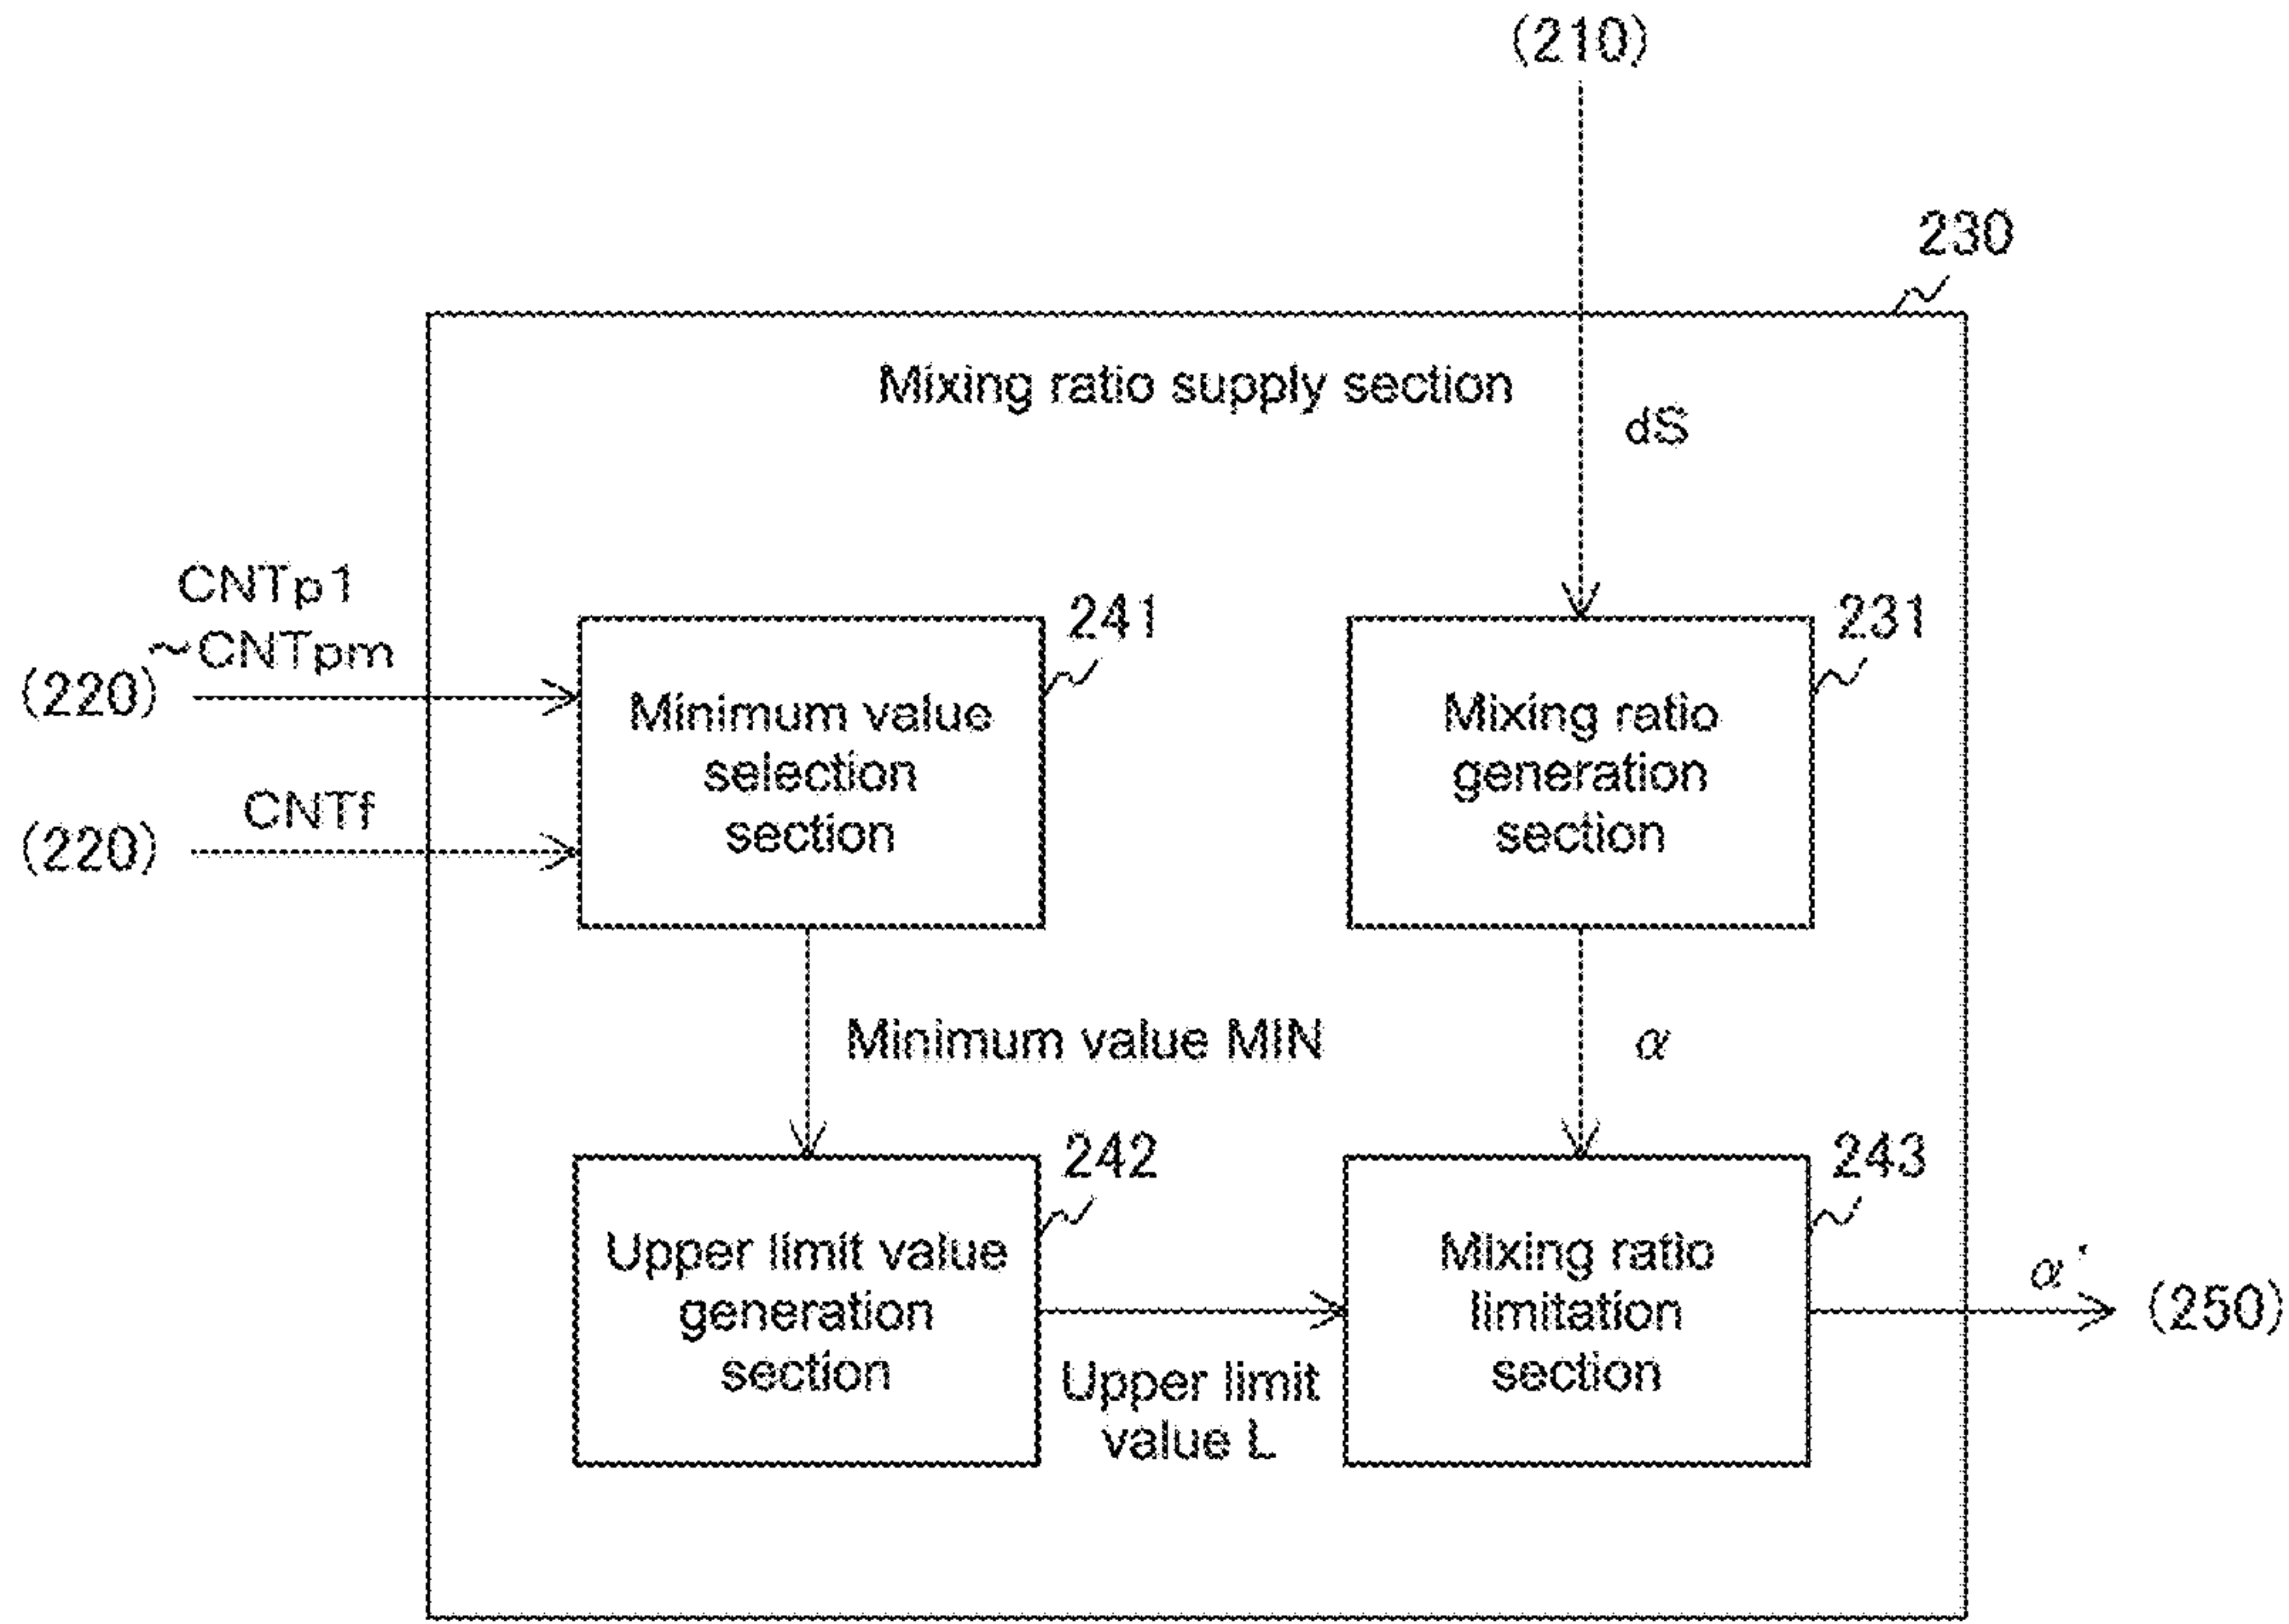 (210)
230
Mixing ratio supply section
dS
CNTp1
~CNTpm
(220)
241
231
Minimum value
selection
section
Mixing ratio
generation
section
CNTf
(220)
Minimum value MIN
α
242
243
Upper limit value
generation
section
Mixing ratio
limitation
section
α'
(250)
Upper limit
value L